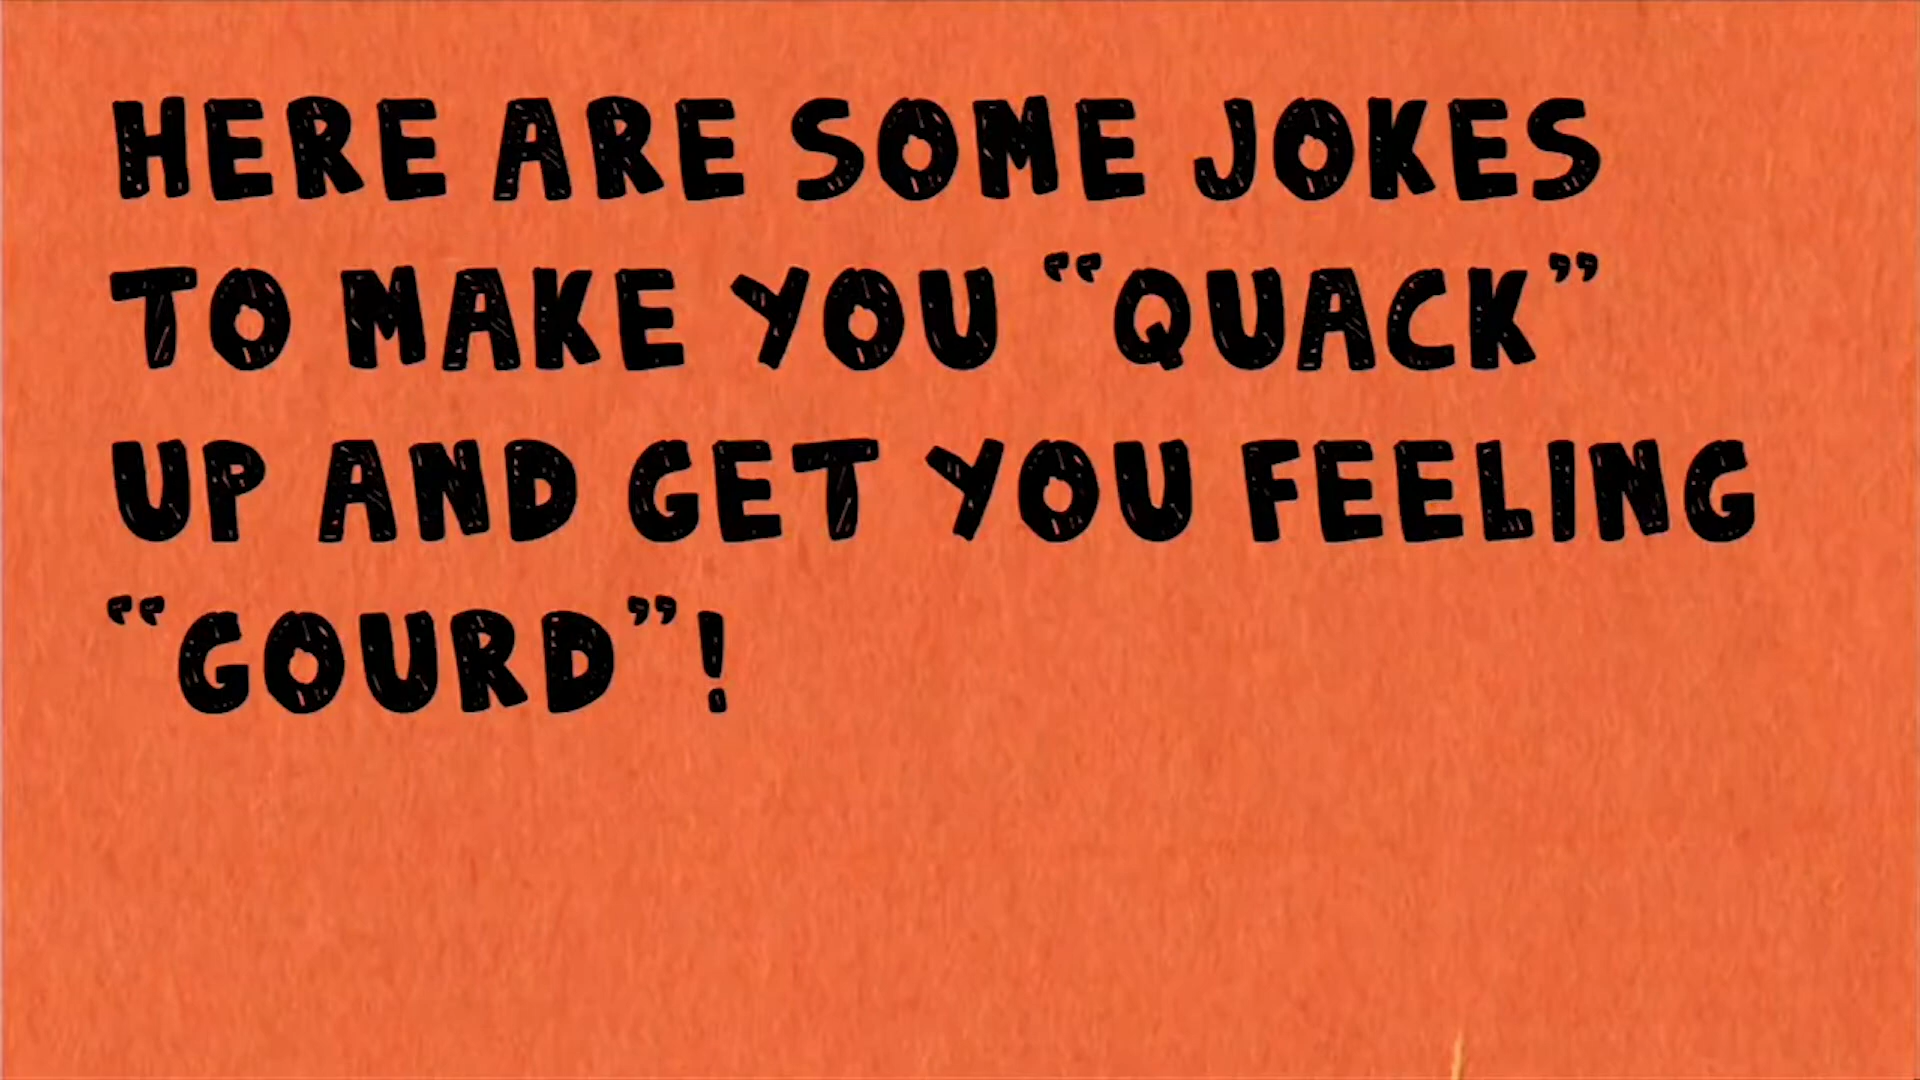 HERE ARE SOME JOKES
TO MAKE YOU “QUACK”
UP AND GET YOU FEELING
“GOURD”!